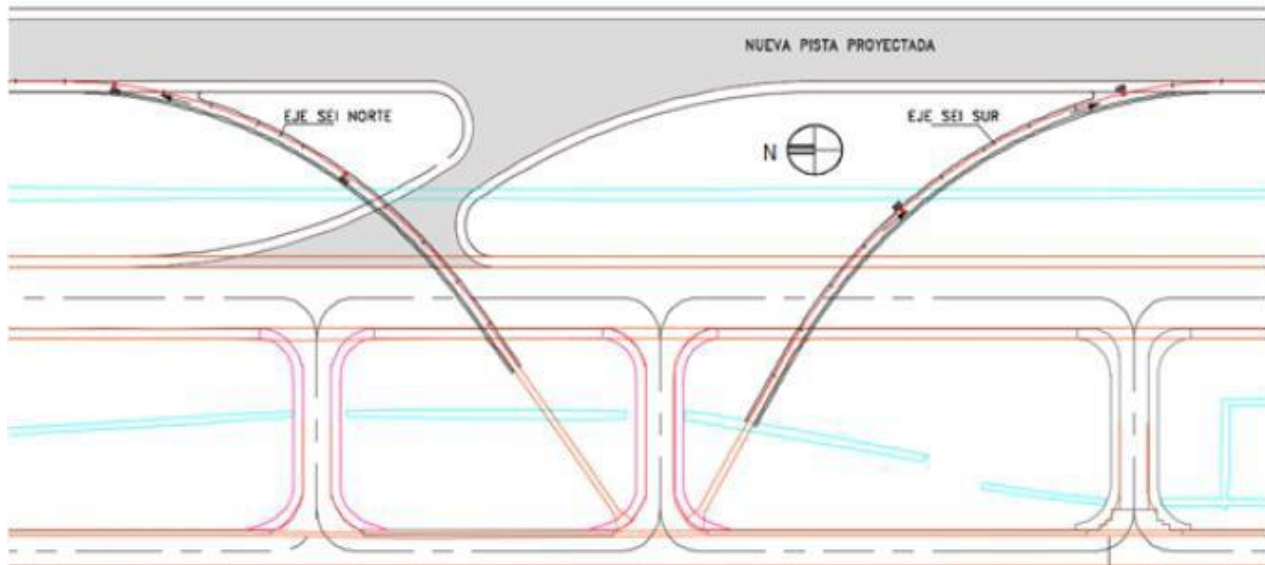 NUEVA PISTA PROYECTADA
EJE SEI NORTE
EJE SEI SUR
N